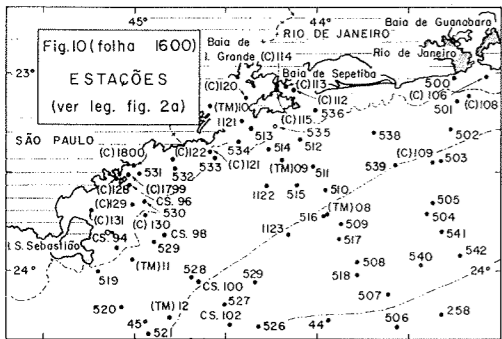 45
44
Baia de Guanabara
RIO DE JANEIRO
Fig.10 (folha 1600)
ESTAÇÕES
(ver leg. fig. 2a)
Baia de
I. Grande
(C)114
Rio de Janeiro
Baia de Sepetiba
23°
(C)120
(C)113
500
(C)106
(C)108
(TM)10
(C)112
501
1121
(C)115
536
513
535
538
502
SÃO PAULO
534
514
(C)1800
(C)122
(C)121
(TM)09
539
(C)109
503
531
532
533
511
(C)128
(C)1799
1122
515
510
(C)129
CS. 96
516
(TM)08
505
(C)131
530
504
(C)130
509
I. S. Sebastião
CS. 94
CS. 98
1123
517
541
529
(TM)11
542
24°
519
528
508
518
540
CS. 100
529
507
520
(TM)12
527
258
45
CS. 102
526
44
506
521